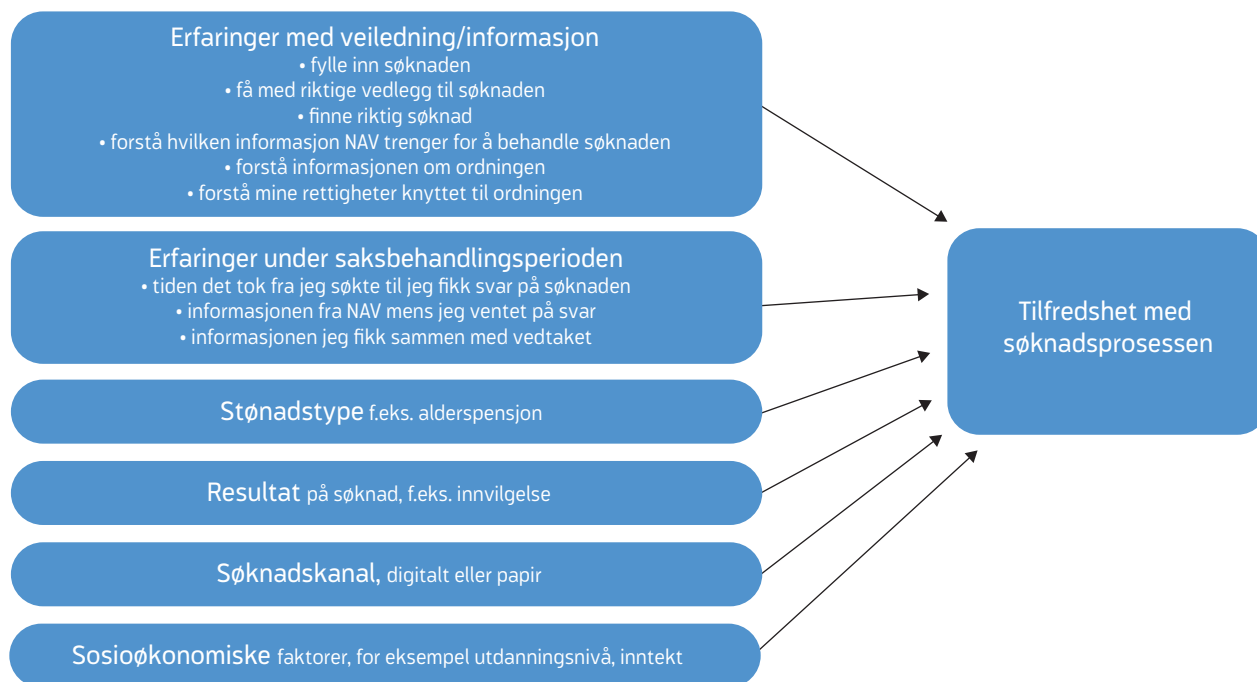 Erfaringer med veiledning/informasjon
• fylle inn søknaden
• få med riktige vedlegg til søknaden
• finne riktig søknad
• forstå hvilken informasjon NAV trenger for å behandle søknaden
• forstå informasjonen om ordningen
• forstå mine rettigheter knyttet til ordningen
Erfaringer under saksbehandlingsperioden
• tiden det tok fra jeg søkte til jeg fikk svar på søknaden
• informasjonen fra NAV mens jeg ventet på svar
• informasjonen jeg fikk sammen med vedtaket
Stønadstype f.eks. alderspensjon
Resultat på søknad, f.eks. innvilgelse
Søknadskanal, digitalt eller papir
Sosioøkonomiske faktorer, for eksempel utdanningsnivå, inntekt
Tilfredshet med
søknadsprosessen